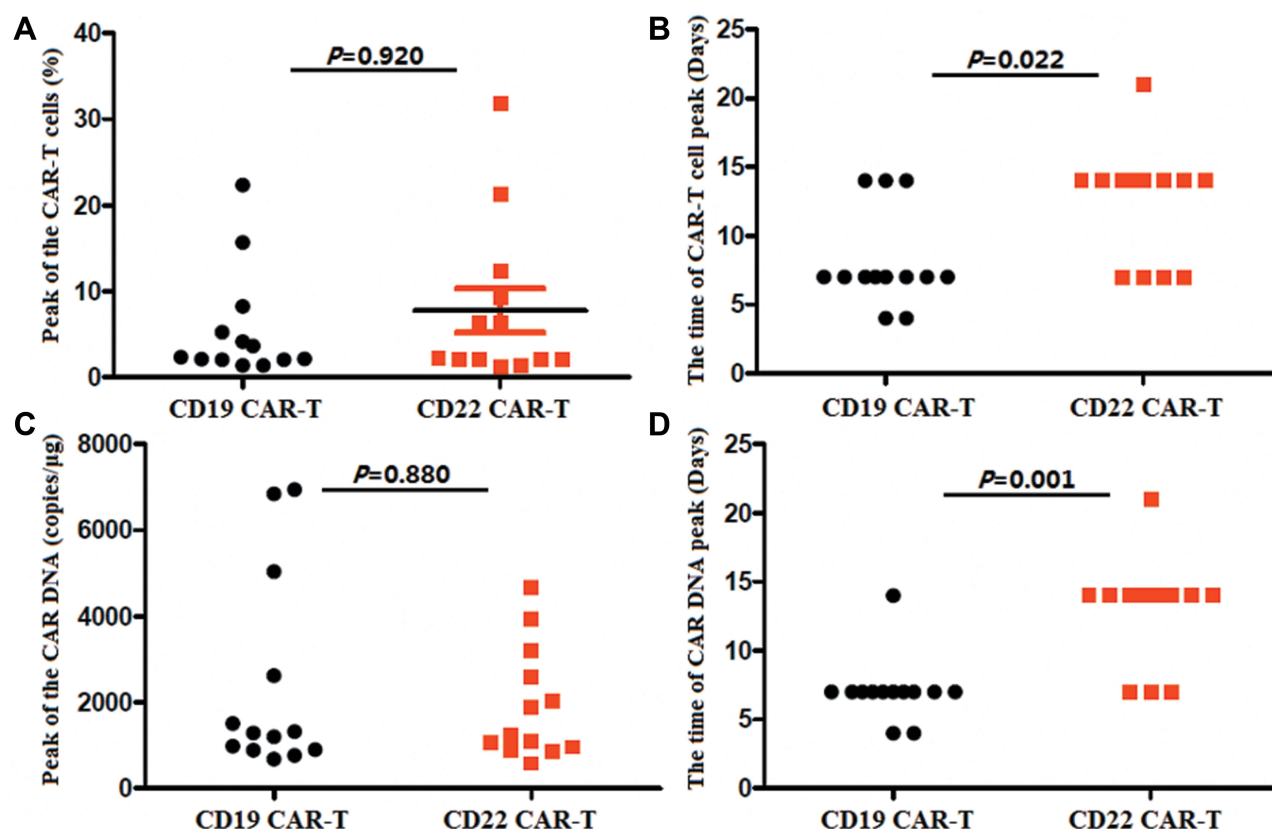 A
Peak of the CAR-T cells (%)
40
30
20
10
0
P=0.920
CD19 CAR-T
CD22 CAR-T
B
The time of CAR-T cell peak (Days)
25
20
15
10
5
0
P=0.022
CD19 CAR-T
CD22 CAR-T
C
Peak of the CAR DNA (copies/µg)
8000
6000
4000
2000
0
P=0.880
CD19 CAR-T
CD22 CAR-T
D
The time of CAR DNA peak (Days)
25
20
15
10
5
0
P=0.001
CD19 CAR-T
CD22 CAR-T